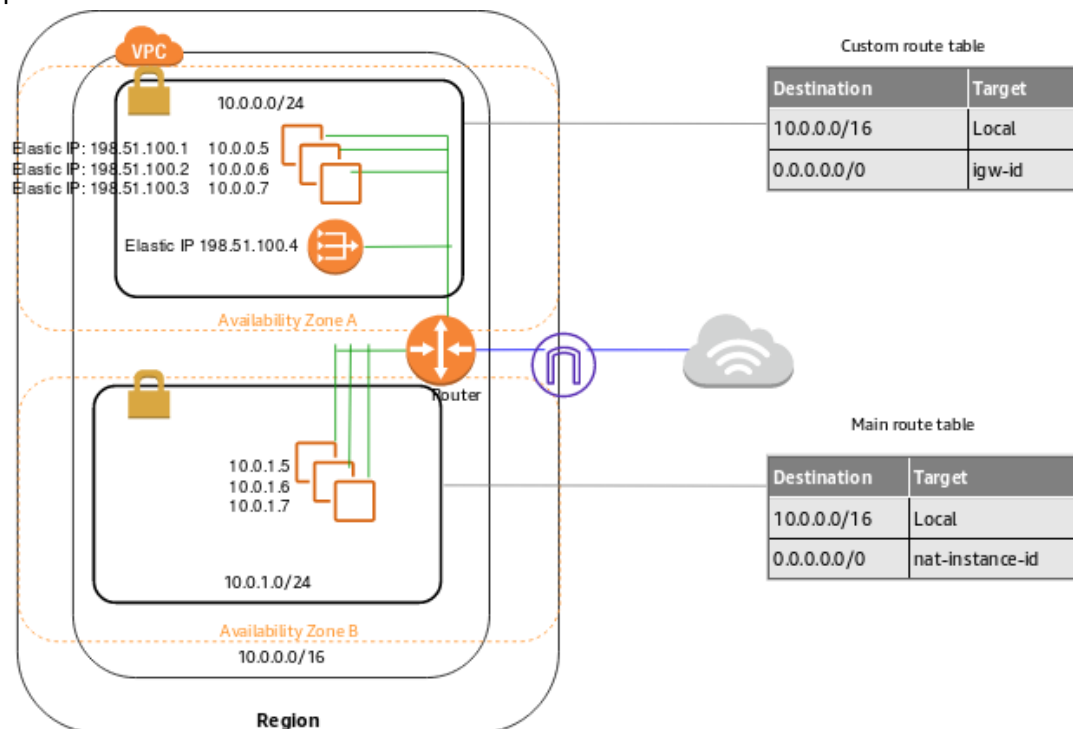 VPC
10.0.0.0/24
Elastic IP: 198.51.100.1 10.0.0.5
Elastic IP: 198.51.100.2 10.0.0.6
Elastic IP: 198.51.100.3 10.0.0.7
Elastic IP 198.51.100.4
Availability Zone A
Router
10.0.1.5
10.0.1.6
10.0.1.7
10.0.1.0/24
Availability Zone B
10.0.0.0/16
Region
Custom route table
Destination Target
10.0.0.0/16 Local
0.0.0.0.0/0 igw-id
Main route table
Destination Target
10.0.0.0/16 Local
0.0.0.0.0/0 nat-instance-id